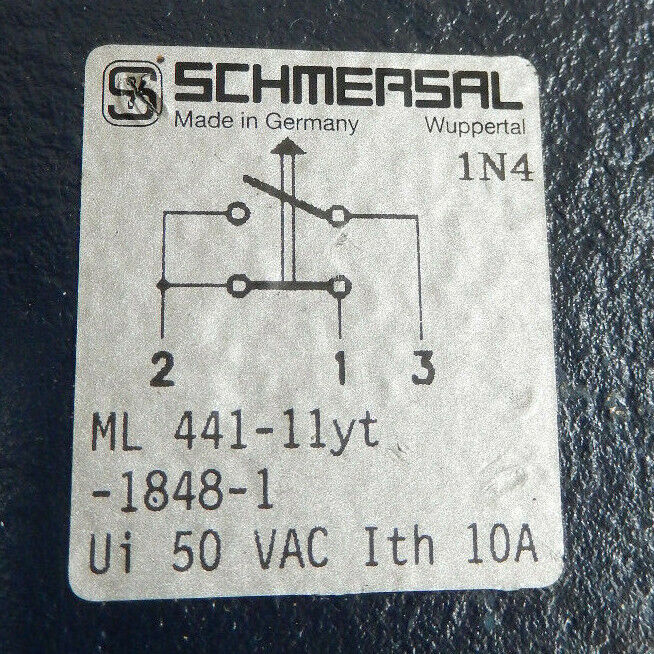 SCHMERSAL
Made in Germany Wuppertal
1N4
2 1 3
ML 441-11yt
-1848-1
Ui 50 VAC Ith 10A